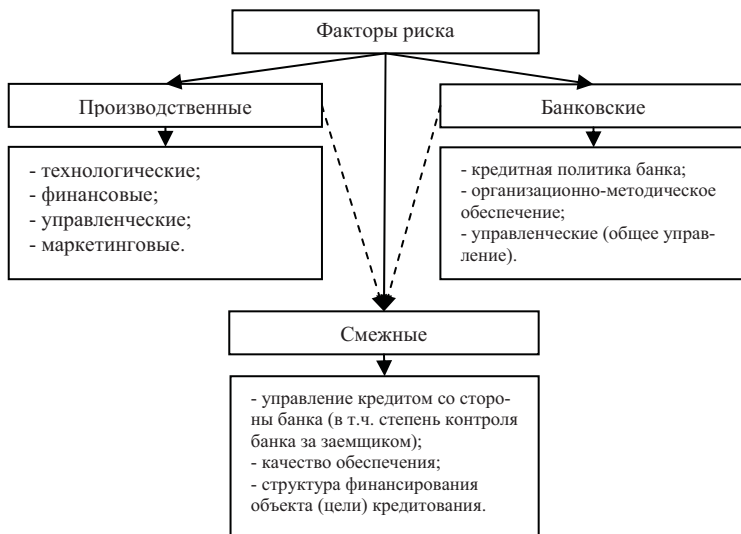 Факторы риска
Производственные
Банковские
- технологические;
- финансовые;
- управленческие;
- маркетинговые.
- кредитная политика банка;
- организационно-методическое
обеспечение;
- управленческие (общее управ-
ление).
Смежные
- управление кредитом со сторо-
ны банка (в т.ч. степень контроля
банка за заемщиком);
- качество обеспечения;
- структура финансирования
объекта (цели) кредитования.